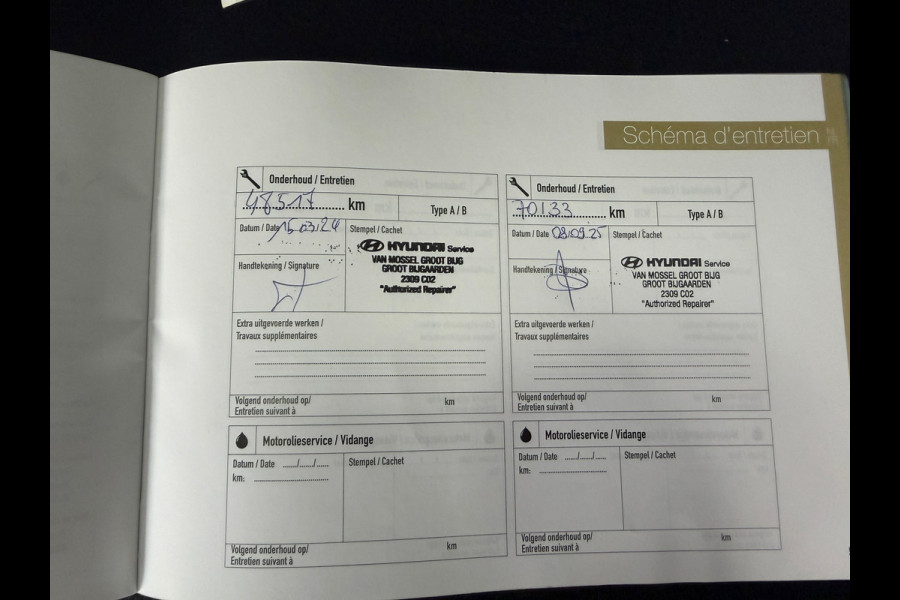 Schéma d'entretien
Onderhoud / Entretien
48517 km
Type A / B
Datum / Date 15.03.24
Stempel / Cachet
HYUNDAI Service
VAN MOSSEL GROOT BIJG
GROOT BIJGAARDEN
2309 C02
"Authorized Repairer"
Handtekening / Signature
Extra uitgevoerde werken /
Travaux supplémentaires
Volgend onderhoud op/
Entretien suivant à
km
Motorolieservice / Vidange
Datum / Date ....../....../......
Stempel / Cachet
km:
Volgend onderhoud op/
Entretien suivant à
km
Onderhoud / Entretien
70133 km
Type A / B
Datum / Date 08.09.25
Stempel / Cachet
HYUNDAI Service
VAN MOSSEL GROOT BIJG
GROOT BIJGAARDEN
2309 C02
"Authorized Repairer"
Handtekening / Signature
Extra uitgevoerde werken /
Travaux supplémentaires
Volgend onderhoud op/
Entretien suivant à
km
Motorolieservice / Vidange
Datum / Date ....../....../......
Stempel / Cachet
km:
Volgend onderhoud op/
Entretien suivant à
km